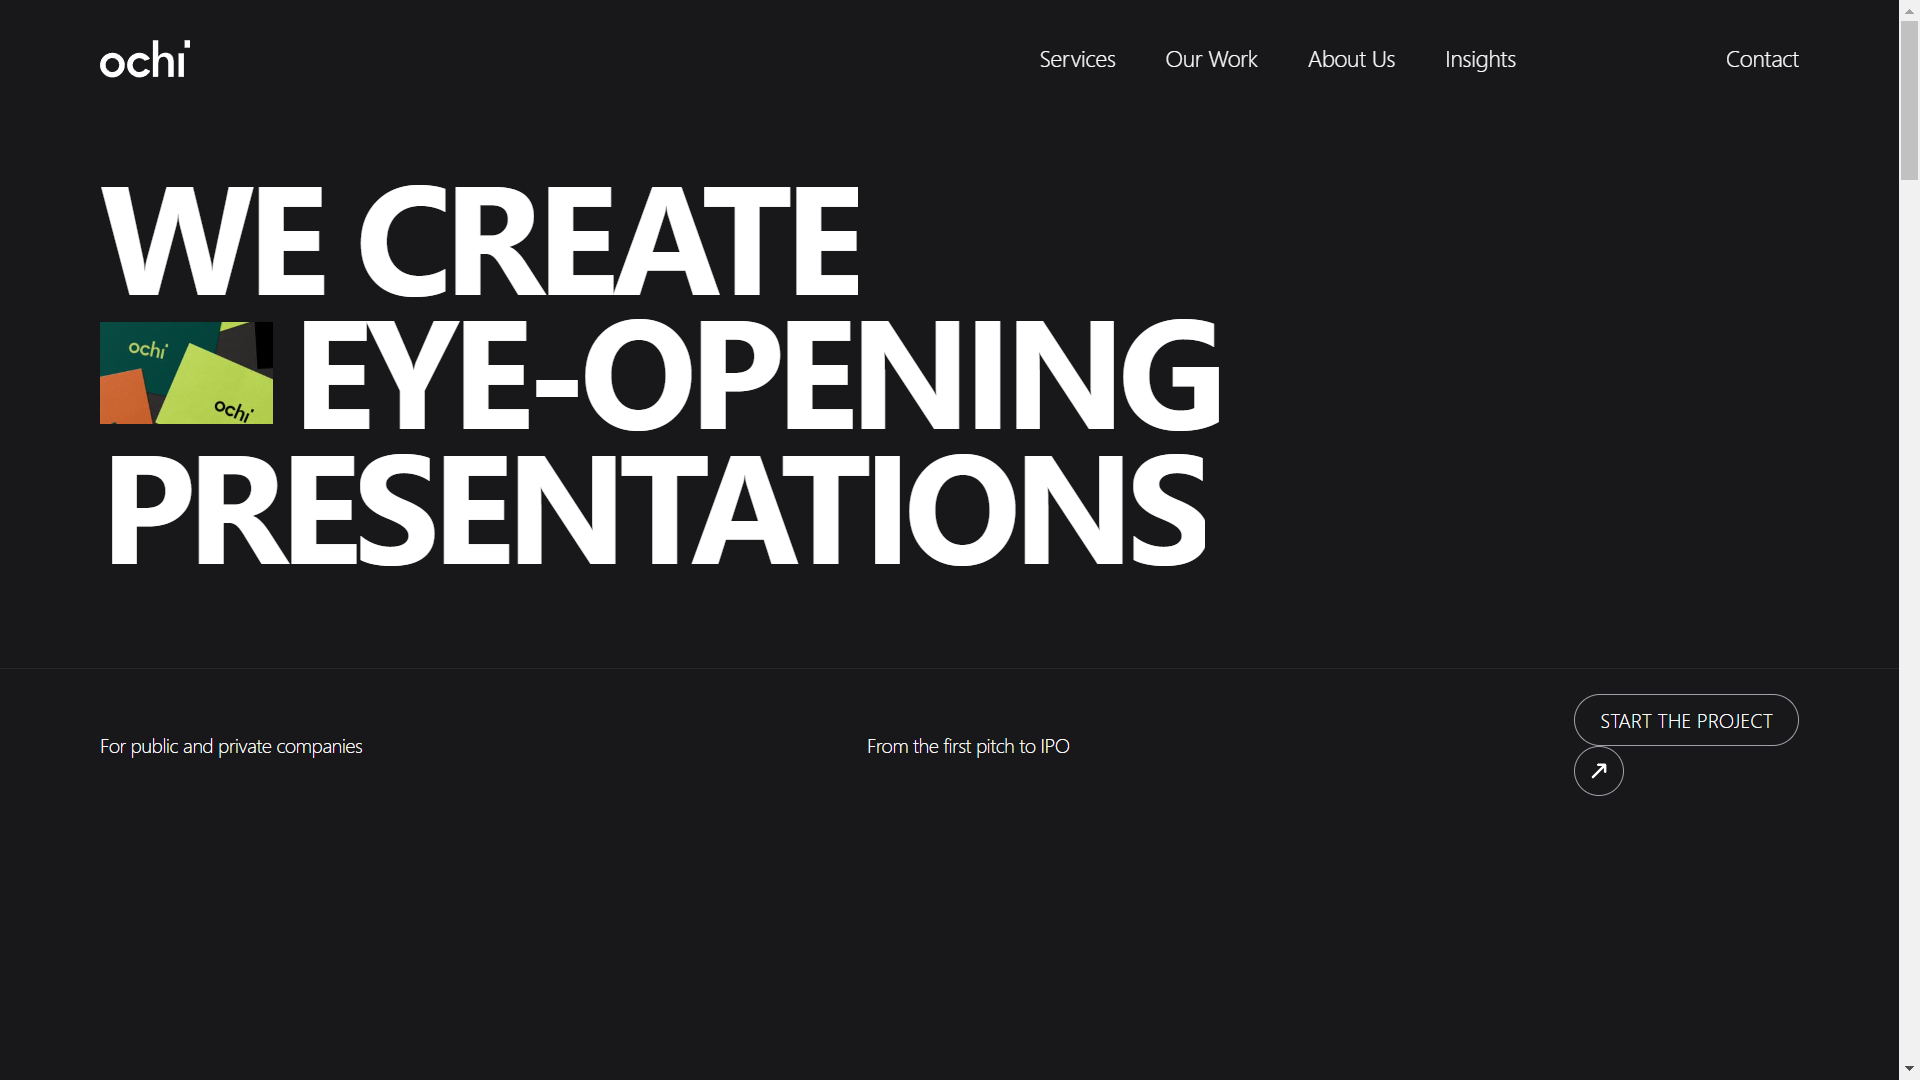 ochi
Services
Our Work
About Us
Insights
Contact
WE CREATE
ochi
ochi
EYE-OPENING
PRESENTATIONS
For public and private companies
From the first pitch to IPO
START THE PROJECT